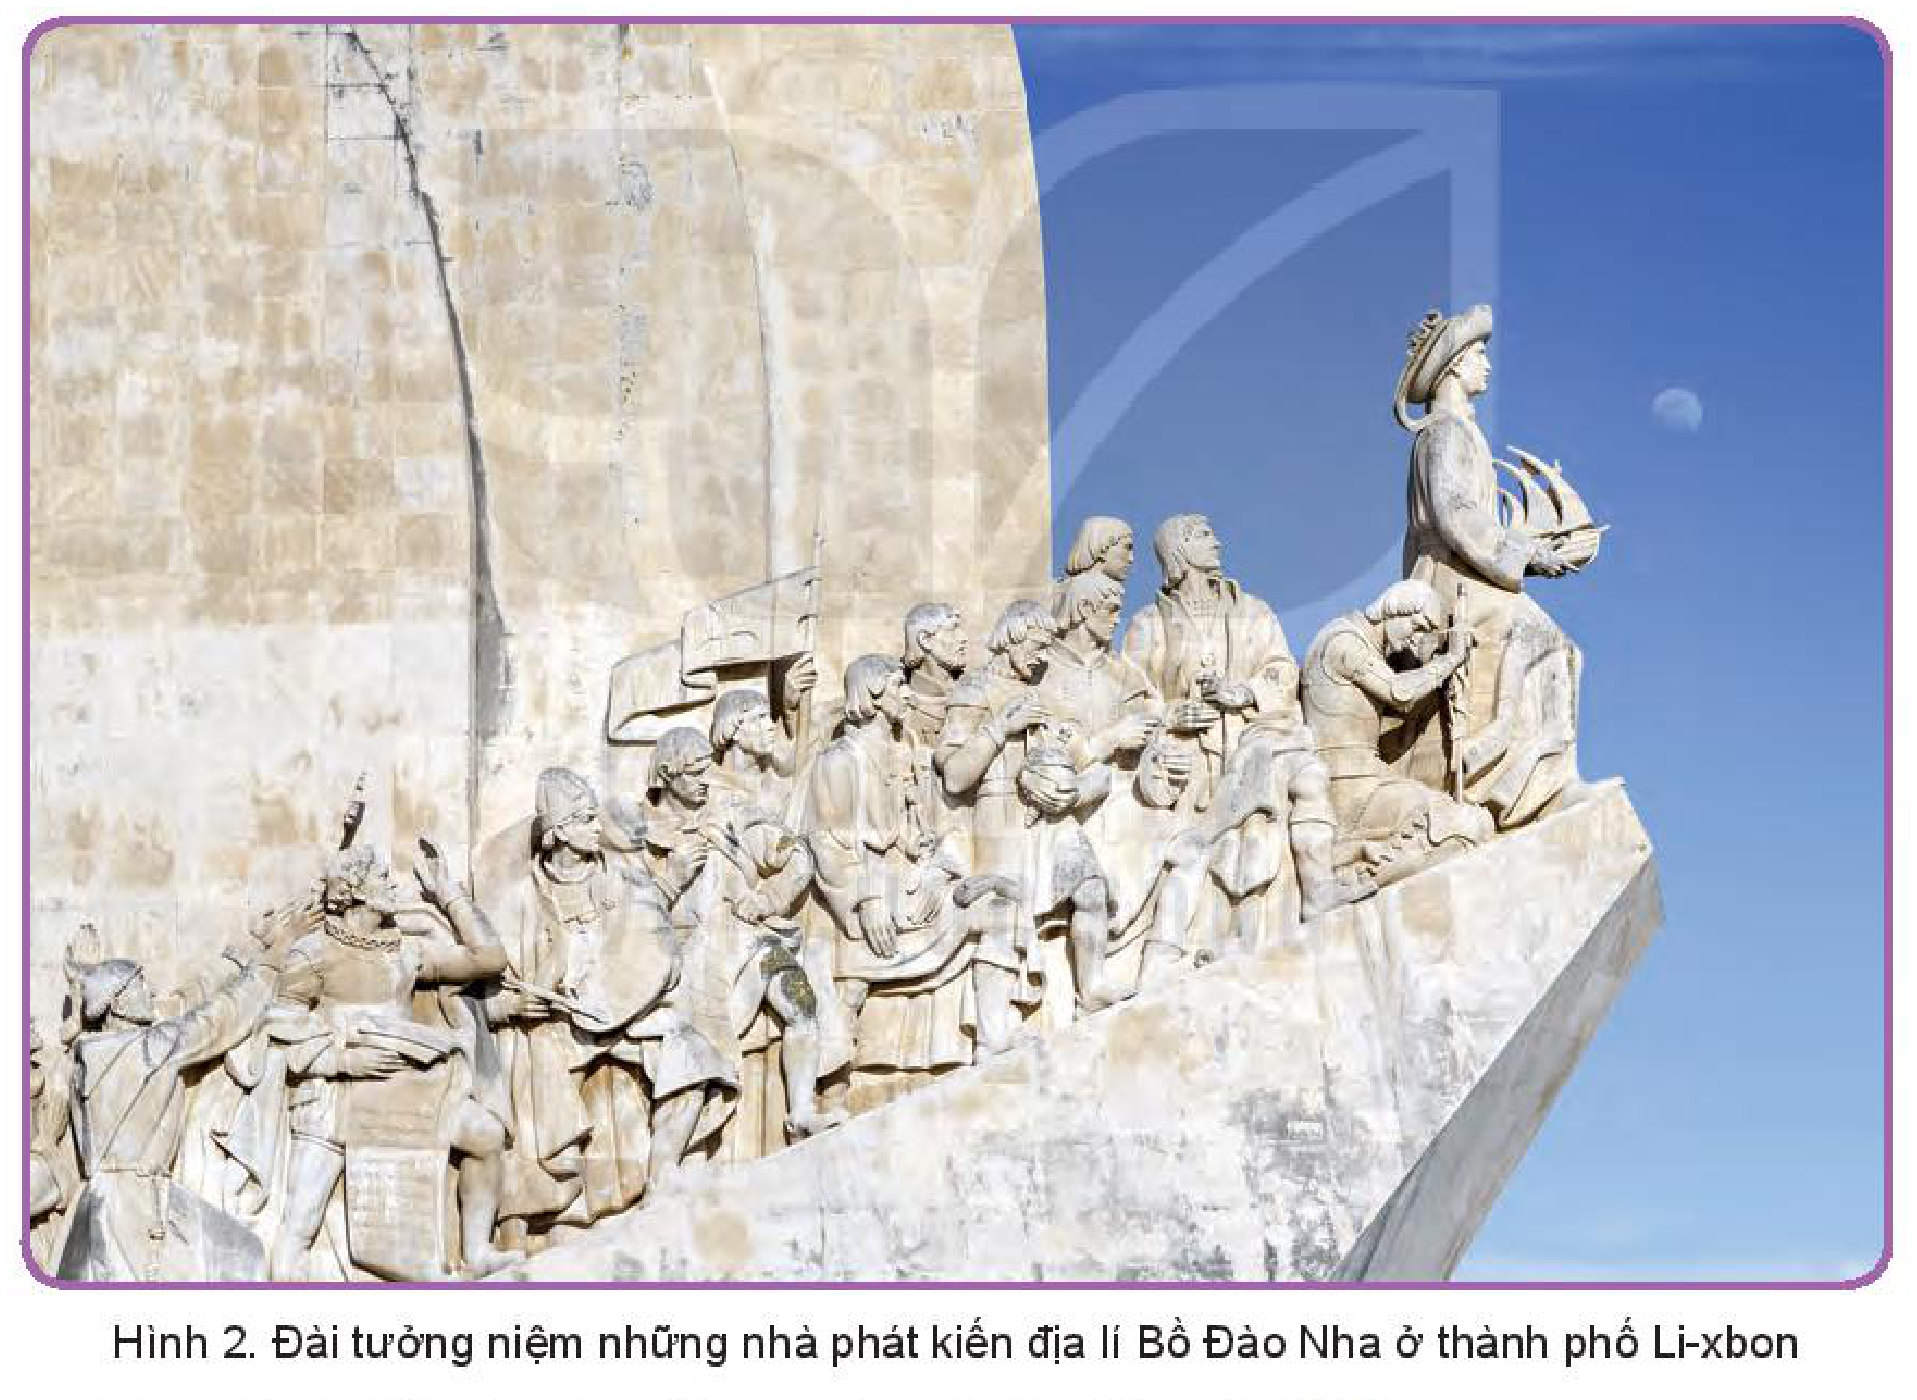 Hình 2. Đài tưởng niệm những nhà phát kiến địa lí Bồ Đào Nha ở thành phố Li-xbon